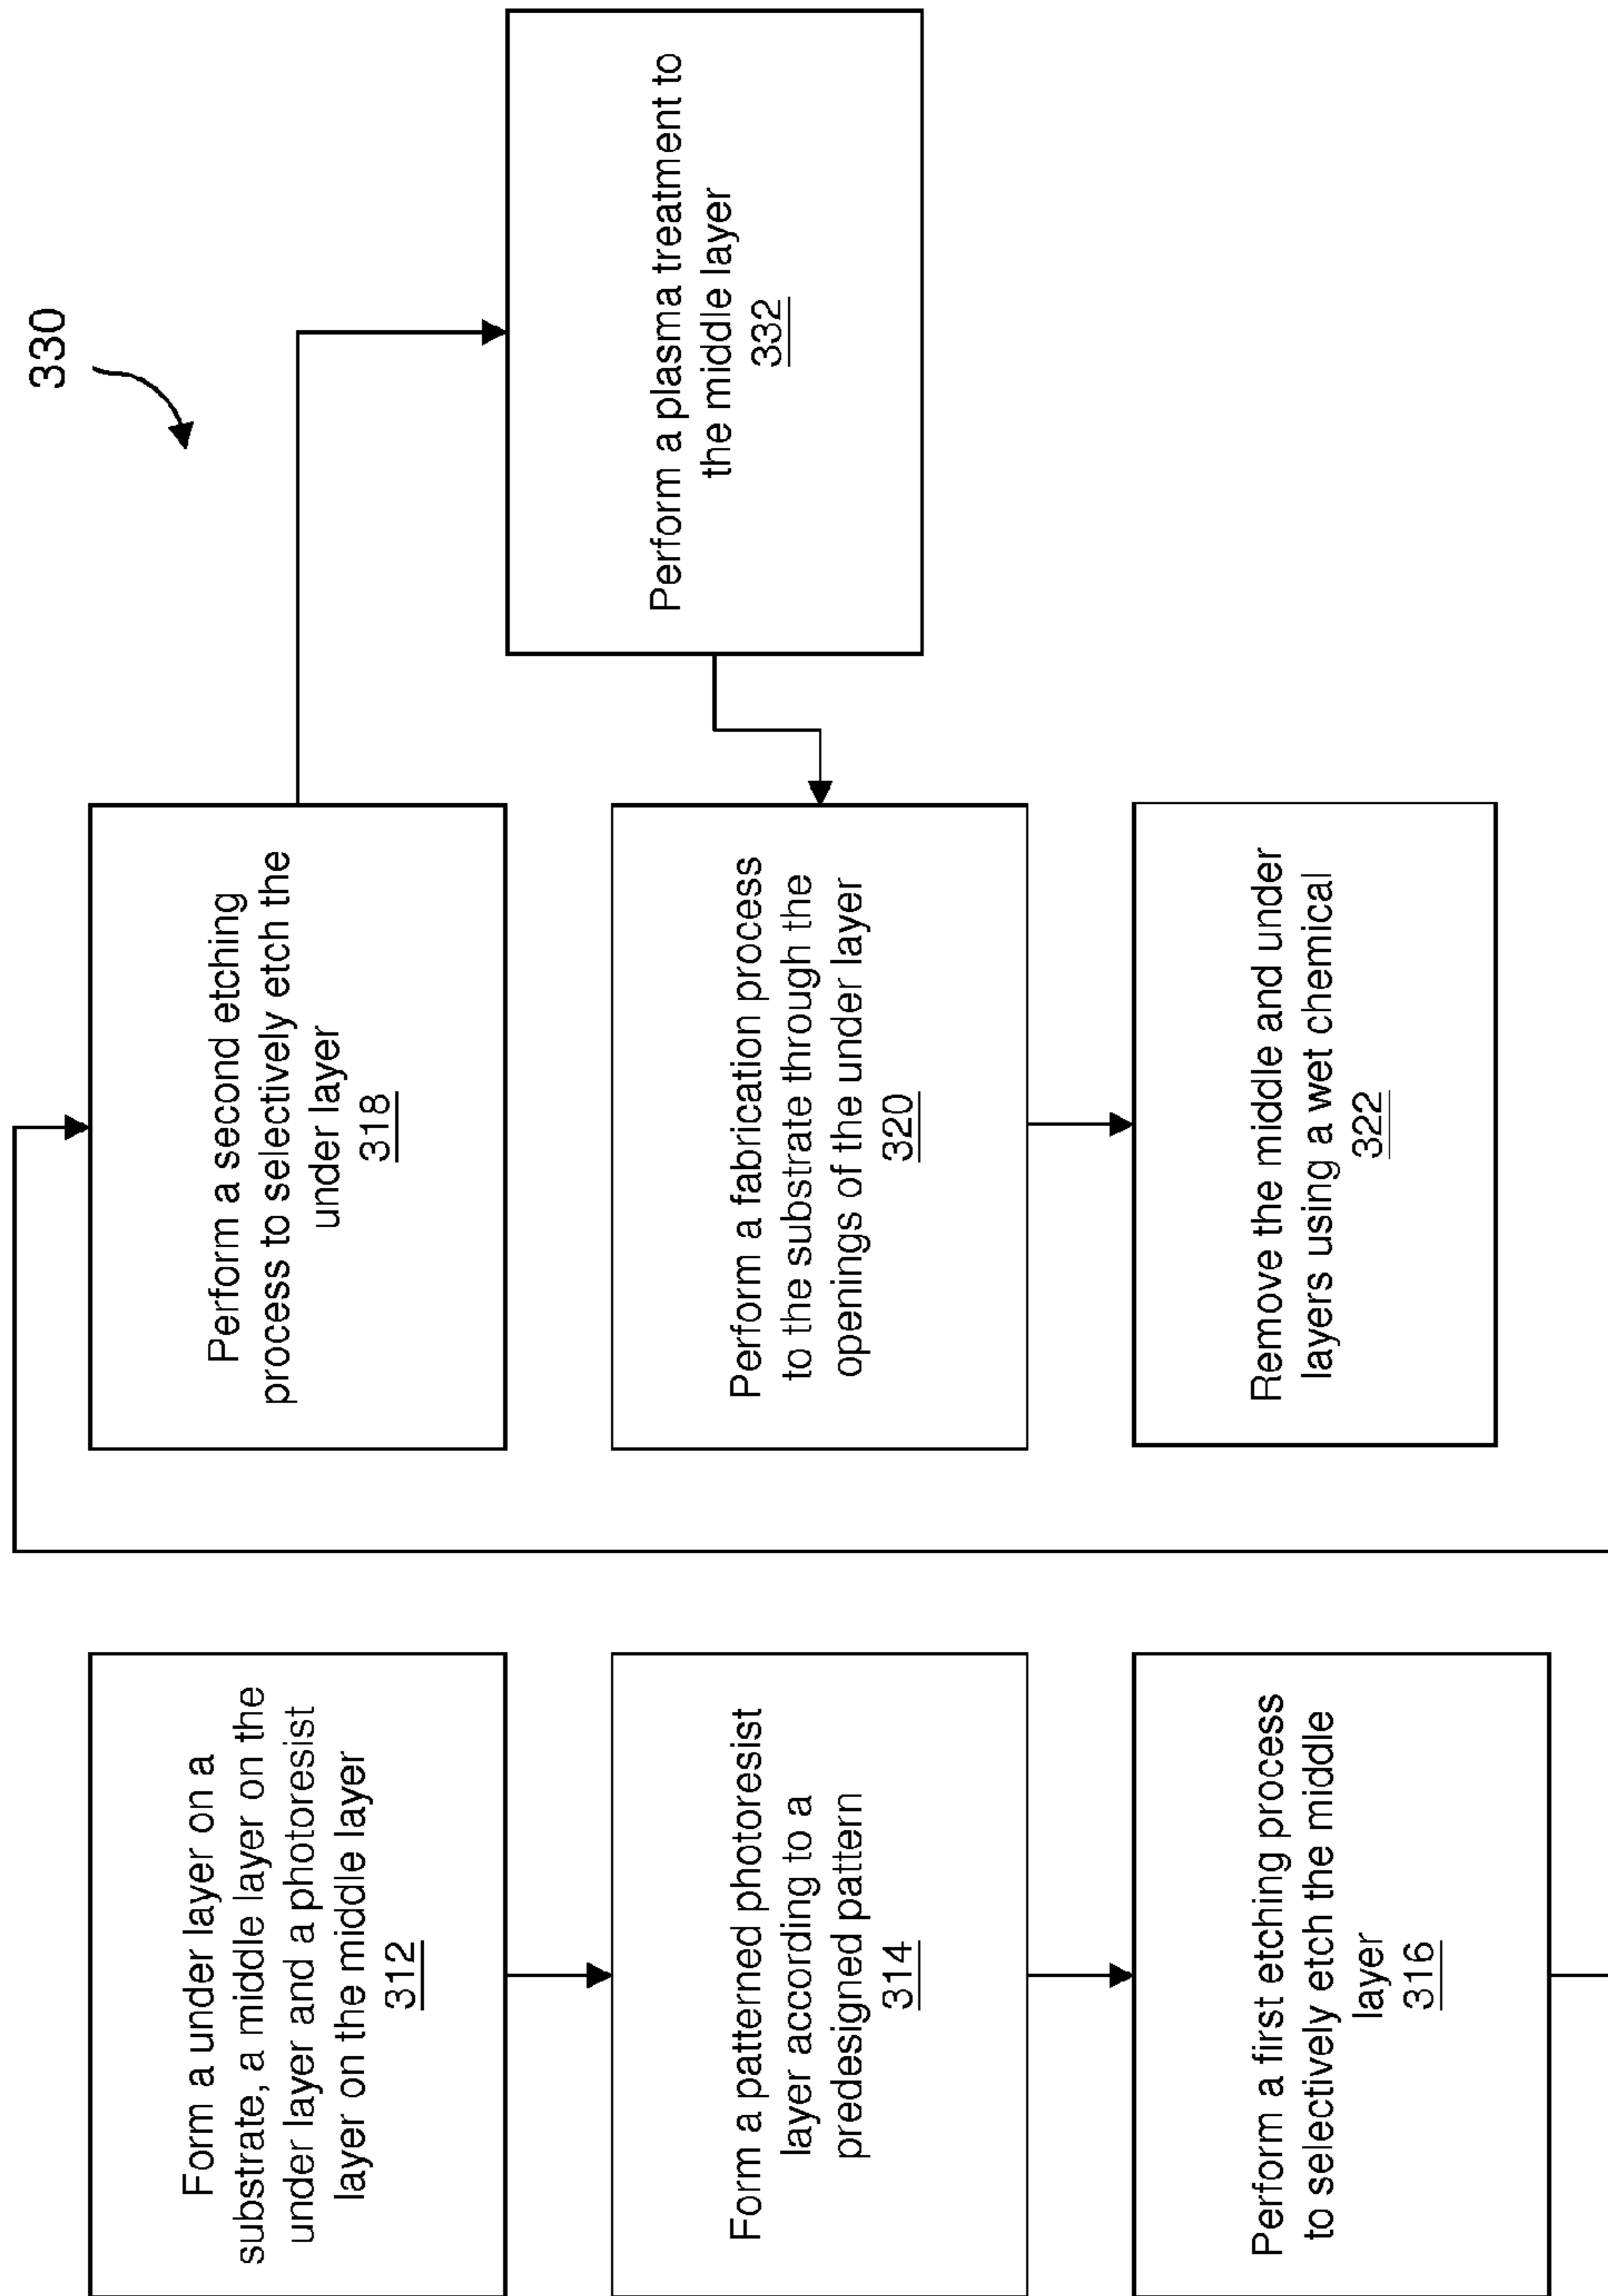 330
Form a under layer on a
substrate, a middle layer on the
under layer and a photoresist
layer on the middle layer
312
Form a patterned photoresist
layer according to a
predesigned pattern
314
Perform a first etching process
to selectively etch the middle
layer
316
Perform a second etching
process to selectively etch the
under layer
318
Perform a plasma treatment to
the middle layer
332
Perform a fabrication process
to the substrate through the
openings of the under layer
320
Remove the middle and under
layers using a wet chemical
322